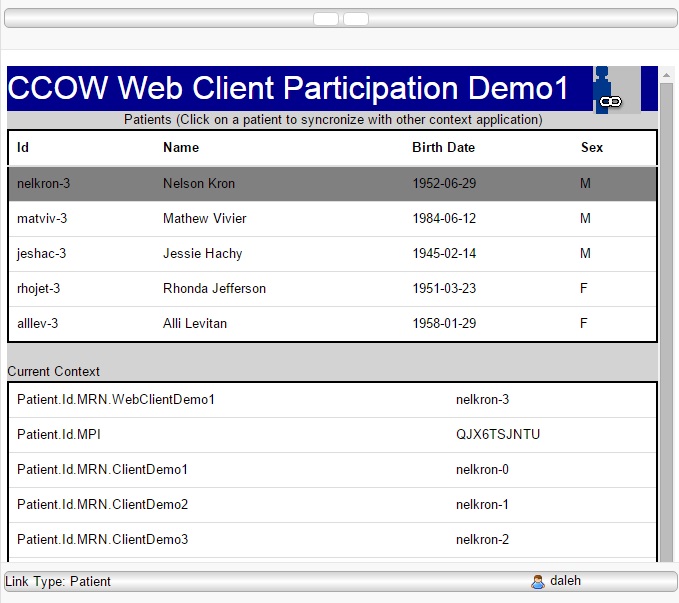 CCOW Web Client Participation Demo1
Patients (Click on a patient to syncronize with other context application)
Id Name Birth Date Sex
nelkron-3 Nelson Kron 1952-06-29 M
matviv-3 Mathew Vivier 1984-06-12 M
jeshac-3 Jessie Hachy 1945-02-14 M
rhojet-3 Rhonda Jefferson 1951-03-23 F
alllev-3 Alli Levitan 1958-01-29 F
Current Context
Patient.Id.MRN.WebClientDemo1 nelkron-3
Patient.Id.MPI QJX6TSJNTU
Patient.Id.MRN.ClientDemo1 nelkron-0
Patient.Id.MRN.ClientDemo2 nelkron-1
Patient.Id.MRN.ClientDemo3 nelkron-2
Link Type: Patient daleh